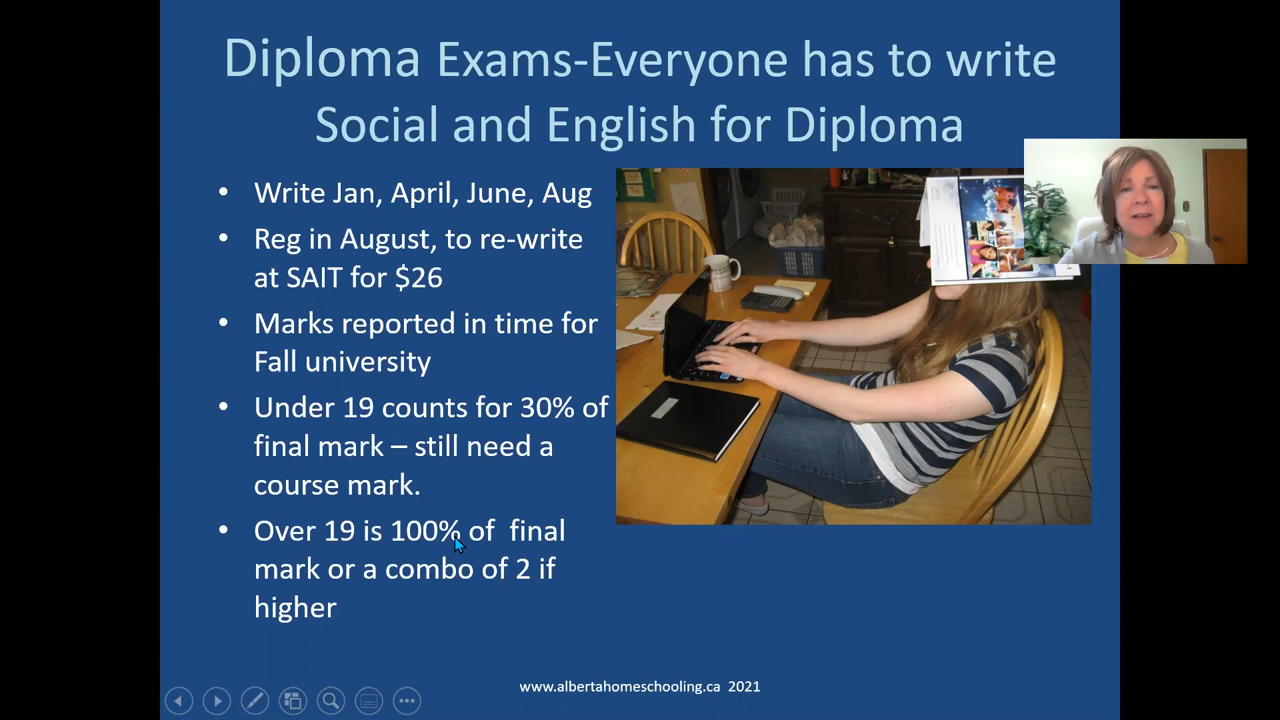 Diploma Exams-Everyone has to write
Social and English for Diploma
• Write Jan, April, June, Aug
• Reg in August, to re-write
at SAIT for $26
• Marks reported in time for
Fall university
• Under 19 counts for 30% of
final mark – still need a
course mark.
• Over 19 is 100% of final
mark or a combo of 2 if
higher
www.albertahomeschooling.ca 2021